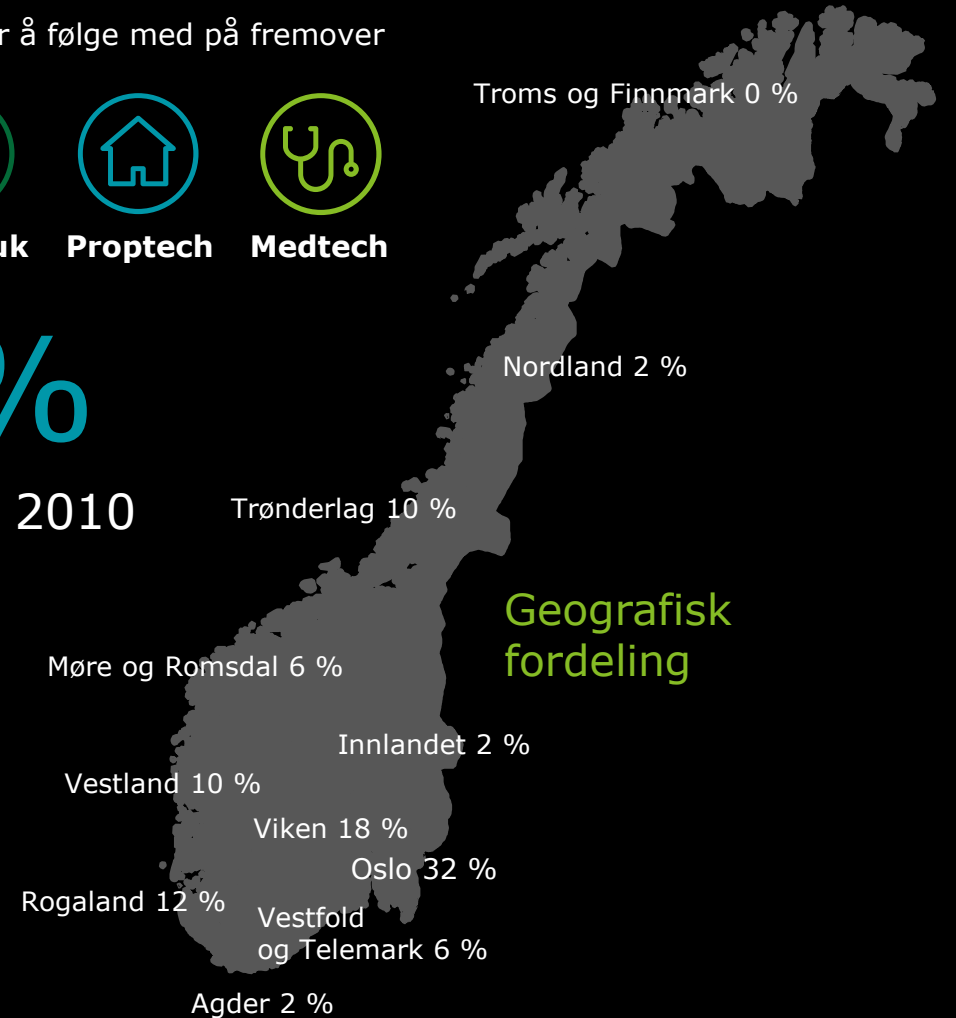 å følge med på fremover
Proptech
Medtech
%
2010
Troms og Finnmark 0 %
Nordland 2 %
Trønderlag 10 %
Geografisk
fordeling
Møre og Romsdal 6 %
Innlandet 2 %
Vestland 10 %
Viken 18 %
Oslo 32 %
Rogaland 12 %
Vestfold
og Telemark 6 %
Agder 2 %